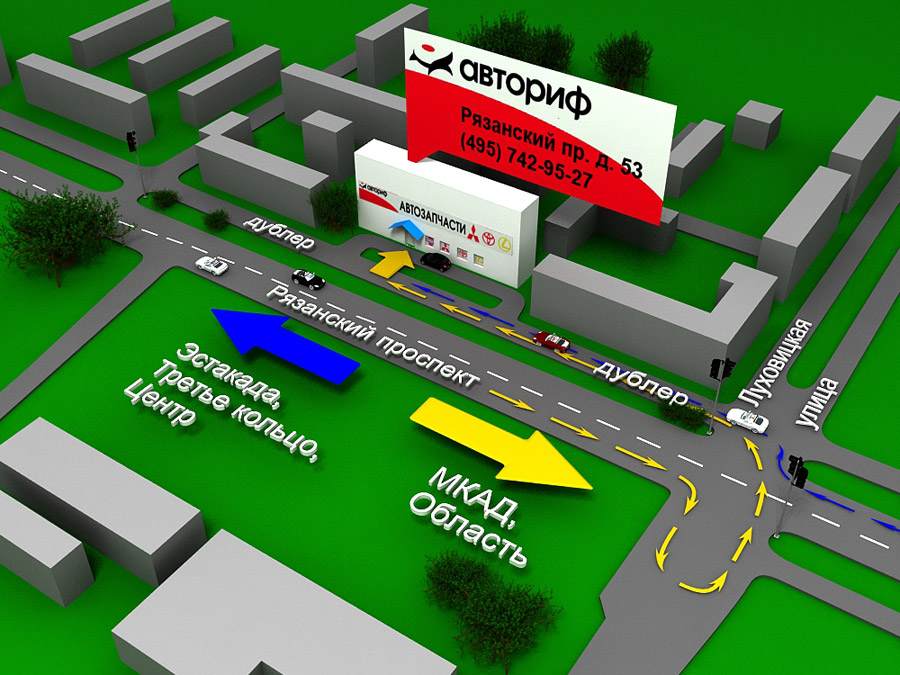 авториф
Рязанский пр. д. 53
(495) 742-95-27
авториф
АВТОЗАПЧАСТИ
дублер
Рязанский проспект
дублер
Луховицкая
улица
Эстакада,
Третье кольцо,
Центр
МКАД,
Область